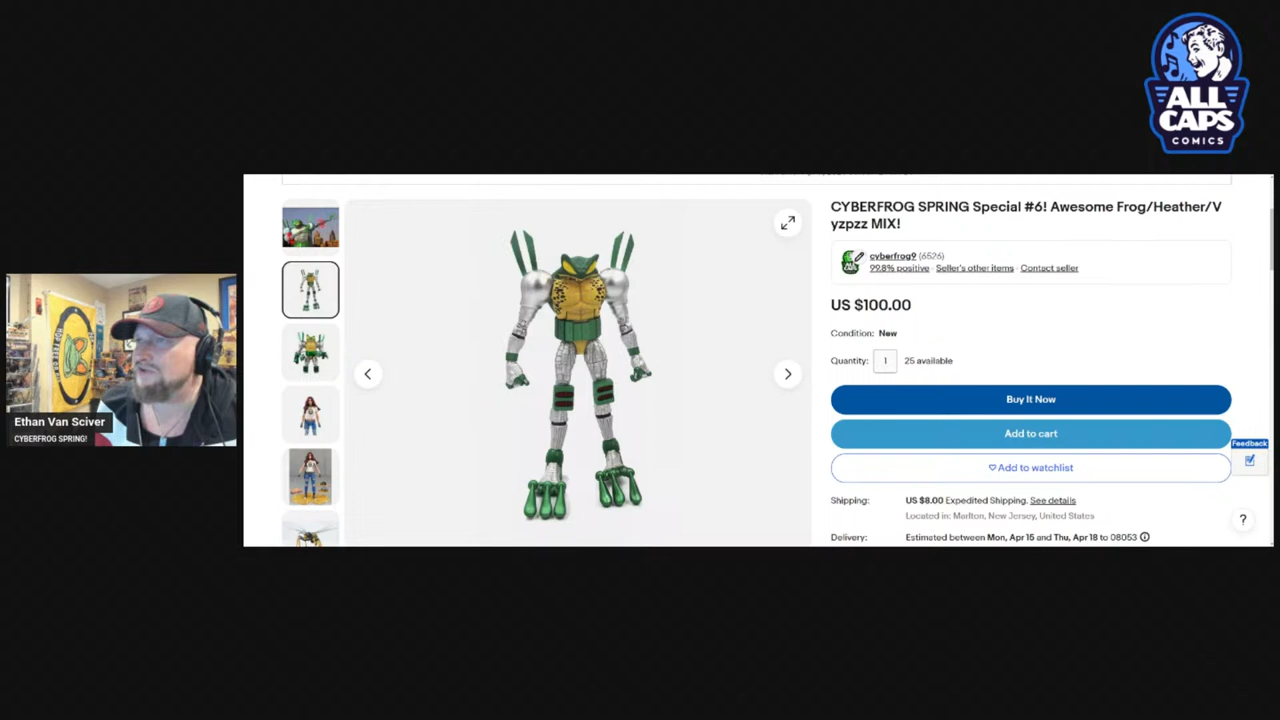 ALL
CAPS
COMICS
CYBERFROG SPRING Special #6! Awesome Frog/Heather/V
yzpzz MIX!
cyberfrog9 (6526)
99.8% positive · Seller's other items · Contact seller
US $100.00
Condition: New
Quantity: 1 25 available
Buy It Now
Add to cart
Add to watchlist
Feedback
Shipping: US $8.00 Expedited Shipping. See details
Located in: Marlton, New Jersey, United States
?
Delivery: Estimated between Mon, Apr 15 and Thu, Apr 18 to 08053
Ethan Van Sciver
CYBERFROG SPRING!